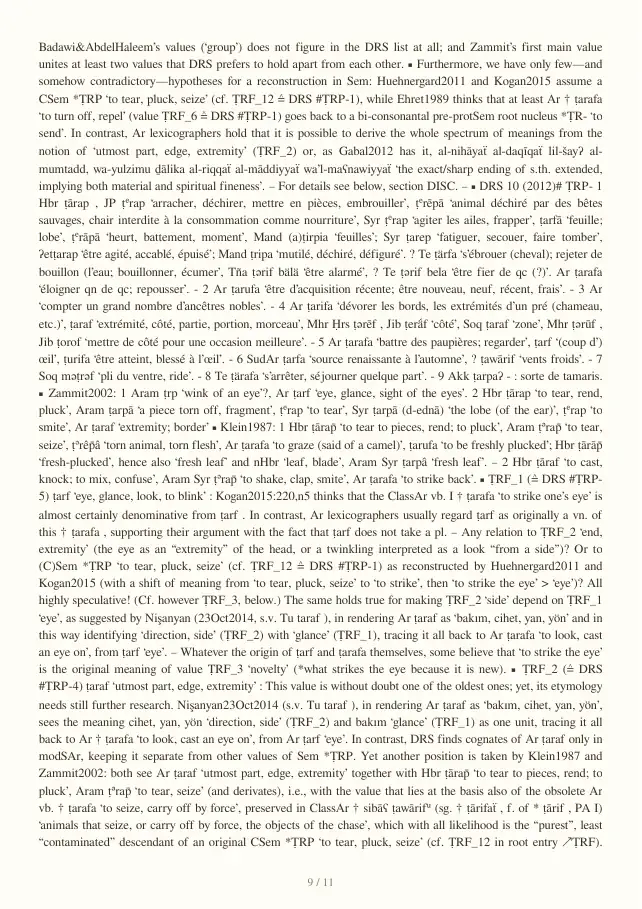 Badawi&AbdelHaleem's values ('group') does not figure in the DRS list at all; and Zammit's first main value
unites at least two values that DRS prefers to hold apart from each other. ▪ Furthermore, we have only few—and
somehow contradictory—hypotheses for a reconstruction in Sem: Huehnergard2011 and Kogan2015 assume a
CSem *ṬRP 'to tear, pluck, seize' (cf. ṬRF_12 ≙ DRS #ṬRP-1), while Ehret1989 thinks that at least Ar † ṭarafa
'to turn off, repel' (value ṬRF_6 ≙ DRS #ṬRP-1) goes back to a bi-consonantal pre-protSem root nucleus *ṬR- 'to
send'. In contrast, Ar lexicographers hold that it is possible to derive the whole spectrum of meanings from the
notion of 'utmost part, edge, extremity' (ṬRF_2) or, as Gabal2012 has it, al-nihāyaẗ al-daqīqaẗ lil-šayʔ al-
mumtadd, wa-yulzimu ḏālika al-riqqaẗ al-māddiyyaẗ wa'l-maʕnawiyyaẗ 'the exact/sharp ending of s.th. extended,
implying both material and spiritual fineness'. – For details see below, section DISC. – ▪ DRS 10 (2012)# ṬRP- 1
Hbr ṭārap , JP ṭᵉrap 'arracher, déchirer, mettre en pièces, embrouiller', ṭᵉrēpā 'animal déchiré par des bêtes
sauvages, chair interdite à la consommation comme nourriture', Syr ṭᵉrap 'agiter les ailes, frapper', ṭarfā 'feuille;
lobe', ṭᵉrāpā 'heurt, battement, moment', Mand (a)ṭirpia 'feuilles'; Syr ṭarep 'fatiguer, secouer, faire tomber',
ʔeṭṭarap 'être agité, accablé, épuisé'; Mand ṭripa 'mutilé, déchiré, défiguré'. ? Te ṭärfa 's'ébrouer (cheval); rejeter de
bouillon (l'eau; bouillonner, écumer', Tña ṭərif bälä 'être alarmé', ? Te ṭərif bela 'être fier de qc (?)'. Ar ṭarafa
'éloigner qn de qc; repousser'. - 2 Ar ṭarufa 'être d'acquisition récente; être nouveau, neuf, récent, frais'. - 3 Ar
'compter un grand nombre d'ancêtres nobles'. - 4 Ar ṭarifa 'dévorer les bords, les extrémités d'un pré (chameau,
etc.)', ṭaraf 'extrémité, côté, partie, portion, morceau', Mhr Ḥrs ṭərēf , Jib ṭerâf 'côté', Soq ṭaraf 'zone', Mhr ṭərūf ,
Jib ṭorof 'mettre de côté pour une occasion meilleure'. - 5 Ar ṭarafa 'battre des paupières; regarder', ṭarf '(coup d')
œil', ṭurifa 'être atteint, blessé à l'œil'. - 6 SudAr ṭarfa 'source renaissante à l'automne', ? ṭawārif 'vents froids'. - 7
Soq məṭrəf 'pli du ventre, ride'. - 8 Te ṭärafa 's'arrêter, séjourner quelque part'. - 9 Akk ṭarpaʔ - : sorte de tamaris.
▪ Zammit2002: 1 Aram ṭrp 'wink of an eye'?, Ar ṭarf 'eye, glance, sight of the eyes'. 2 Hbr ṭārap 'to tear, rend,
pluck', Aram ṭarpā 'a piece torn off, fragment', ṭᵉrap 'to tear', Syr ṭarpā (d-ednā) 'the lobe (of the ear)', ṭᵉrap 'to
smite', Ar ṭaraf 'extremity; border' ▪ Klein1987: 1 Hbr ṭārap̄ 'to tear to pieces, rend; to pluck', Aram ṭᵊrap̄ 'to tear,
seize', ṭᵊrêp̄â 'torn animal, torn flesh', Ar ṭarafa 'to graze (said of a camel)', ṭarufa 'to be freshly plucked'; Hbr ṭārāp̄
'fresh-plucked', hence also 'fresh leaf' and nHbr 'leaf, blade', Aram Syr ṭarpâ 'fresh leaf'. – 2 Hbr ṭāraf 'to cast,
knock; to mix, confuse', Aram Syr ṭᵊrap̄ 'to shake, clap, smite', Ar ṭarafa 'to strike back'. ▪ ṬRF_1 (≙ DRS #ṬRP-
5) ṭarf 'eye, glance, look, to blink' : Kogan2015:220,n5 thinks that the ClassAr vb. I † ṭarafa 'to strike one's eye' is
almost certainly denominative from ṭarf . In contrast, Ar lexicographers usually regard ṭarf as originally a vn. of
this † ṭarafa , supporting their argument with the fact that ṭarf does not take a pl. – Any relation to ṬRF_2 'end,
extremity' (the eye as an “extremity” of the head, or a twinkling interpreted as a look “from a side”)? Or to
(C)Sem *ṬRP 'to tear, pluck, seize' (cf. ṬRF_12 ≙ DRS #ṬRP-1) as reconstructed by Huehnergard2011 and
Kogan2015 (with a shift of meaning from 'to tear, pluck, seize' to 'to strike', then 'to strike the eye' > 'eye')? All
highly speculative! (Cf. however ṬRF_3, below.) The same holds true for making ṬRF_2 'side' depend on ṬRF_1
'eye', as suggested by Nişanyan (23Oct2014, s.v. Tu taraf ), in rendering Ar ṭaraf as 'bakım, cihet, yan, yön' and in
this way identifying 'direction, side' (ṬRF_2) with 'glance' (ṬRF_1), tracing it all back to Ar ṭarafa 'to look, cast
an eye on', from ṭarf 'eye'. – Whatever the origin of ṭarf and ṭarafa themselves, some believe that 'to strike the eye'
is the original meaning of value ṬRF_3 'novelty' (*what strikes the eye because it is new). ▪ ṬRF_2 (≙ DRS
#ṬRP-4) ṭaraf 'utmost part, edge, extremity' : This value is without doubt one of the oldest ones; yet, its etymology
needs still further research. Nişanyan23Oct2014 (s.v. Tu taraf ), in rendering Ar ṭaraf as 'bakım, cihet, yan, yön',
sees the meaning cihet, yan, yön 'direction, side' (ṬRF_2) and bakım 'glance' (ṬRF_1) as one unit, tracing it all
back to Ar † ṭarafa 'to look, cast an eye on', from Ar ṭarf 'eye'. In contrast, DRS finds cognates of Ar ṭaraf only in
modSAr, keeping it separate from other values of Sem *ṬRP. Yet another position is taken by Klein1987 and
Zammit2002: both see Ar ṭaraf 'utmost part, edge, extremity' together with Hbr ṭārap̄ 'to tear to pieces, rend; to
pluck', Aram ṭᵊrap̄ 'to tear, seize' (and derivates), i.e., with the value that lies at the basis also of the obsolete Ar
vb. † ṭarafa 'to seize, carry off by force', preserved in ClassAr † sibāʕ ṭawārifᵘ (sg. † ṭārifaẗ , f. of * ṭārif , PA I)
'animals that seize, or carry off by force, the objects of the chase', which with all likelihood is the “purest”, least
“contaminated” descendant of an original CSem *ṬRP 'to tear, pluck, seize' (cf. ṬRF_12 in root entry ↗ṬRF).
9 / 11